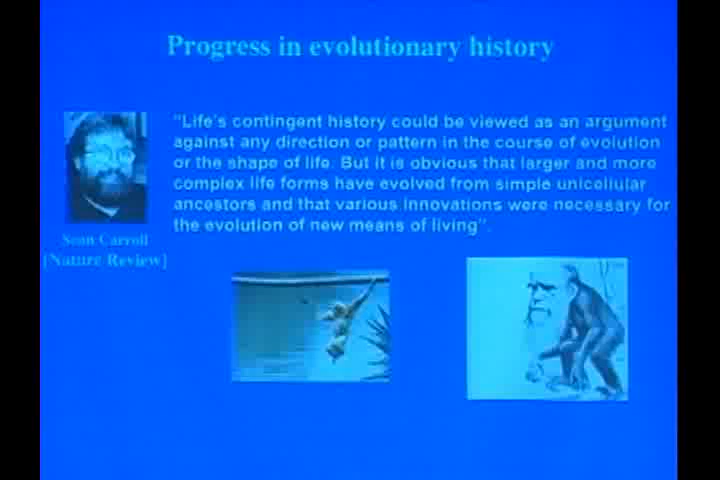 Progress in evolutionary history
"Life's contingent history could be viewed as an argument
against any direction or pattern in the course of evolution
or the shape of life. But it is obvious that larger and more
complex life forms have evolved from simple unicellular
ancestors and that various innovations were necessary for
the evolution of new means of living".
Sean Carroll
[Nature Review]